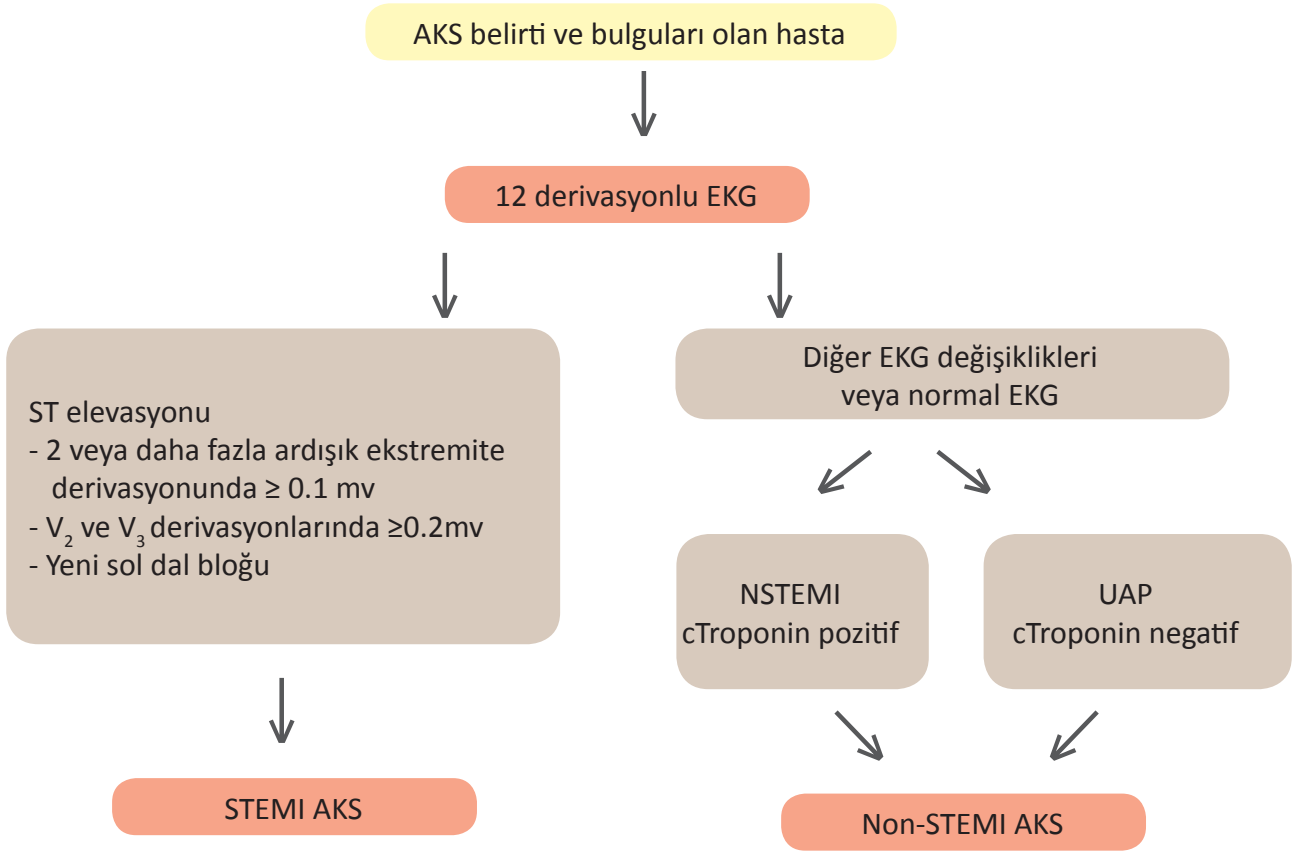 AKS belirti ve bulguları olan hasta
12 derivasyonlu EKG
ST elevasyonu
- 2 veya daha fazla ardışık ekstremite
derivasyonunda ≥ 0.1 mv
- V₂ ve V₃ derivasyonlarında ≥0.2mv
- Yeni sol dal bloğu
STEMI AKS
Diğer EKG değişiklikleri
veya normal EKG
NSTEMI
cTroponin pozitif
UAP
cTroponin negatif
Non-STEMI AKS